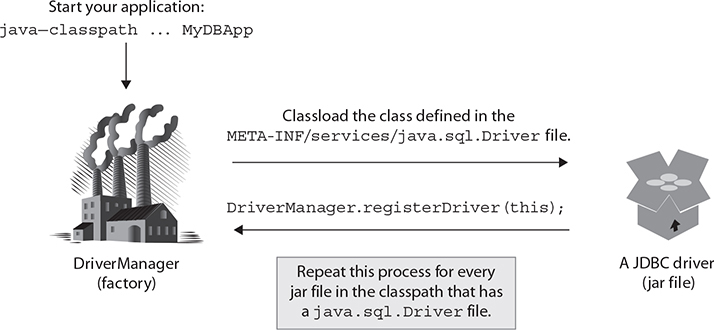 Start your application:
java—classpath ... MyDBApp
Classload the class defined in the
META-INF/services/java.sql.Driver file.
DriverManager.registerDriver(this);
DriverManager
(factory)
Repeat this process for every
jar file in the classpath that has
a java.sql.Driver file.
A JDBC driver
(jar file)